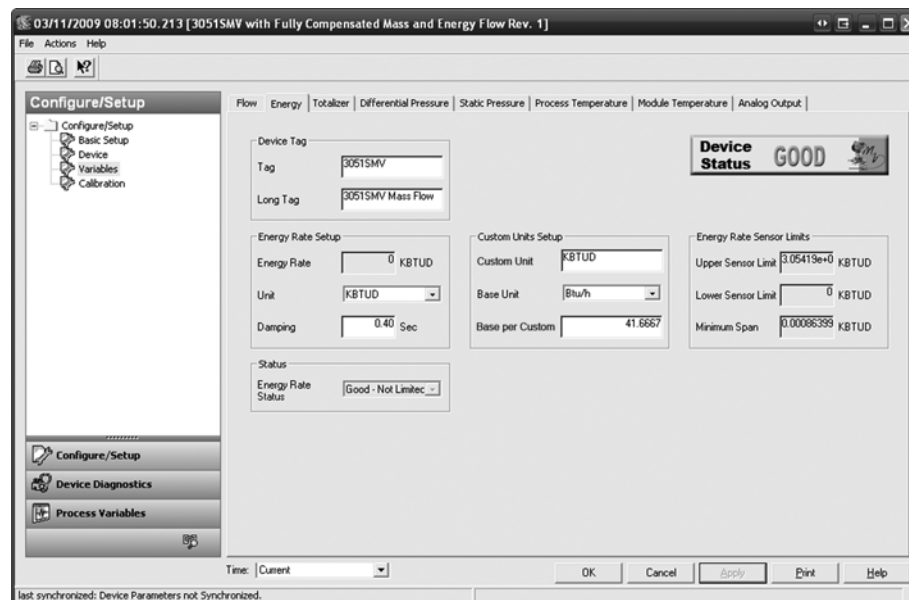 03/11/2009 08:01:50.213 [3051SMV with Fully Compensated Mass and Energy Flow Rev. 1]
File Actions Help
Configure/Setup
Configure/Setup
Basic Setup
Device
Variables
Calibration
Configure/Setup
Device Diagnostics
Process Variables
Flow Energy Totalizer Differential Pressure Static Pressure Process Temperature Module Temperature Analog Output
Device Tag
Tag 3051SMV
Long Tag 3051SMV Mass Flow
Device Status GOOD
Energy Rate Setup
Energy Rate 0 KBTUD
Unit KBTUD
Damping 0.40 Sec
Custom Units Setup
Custom Unit KBTUD
Base Unit Btu/h
Base per Custom 41.6667
Energy Rate Sensor Limits
Upper Sensor Limit 3.05419e+0 KBTUD
Lower Sensor Limit 0 KBTUD
Minimum Span 0.00086399 KBTUD
Status
Energy Rate Status Good - Not Limitec
Time: Current
OK Cancel Apply Print Help
last synchronized: Device Parameters not Synchronized.